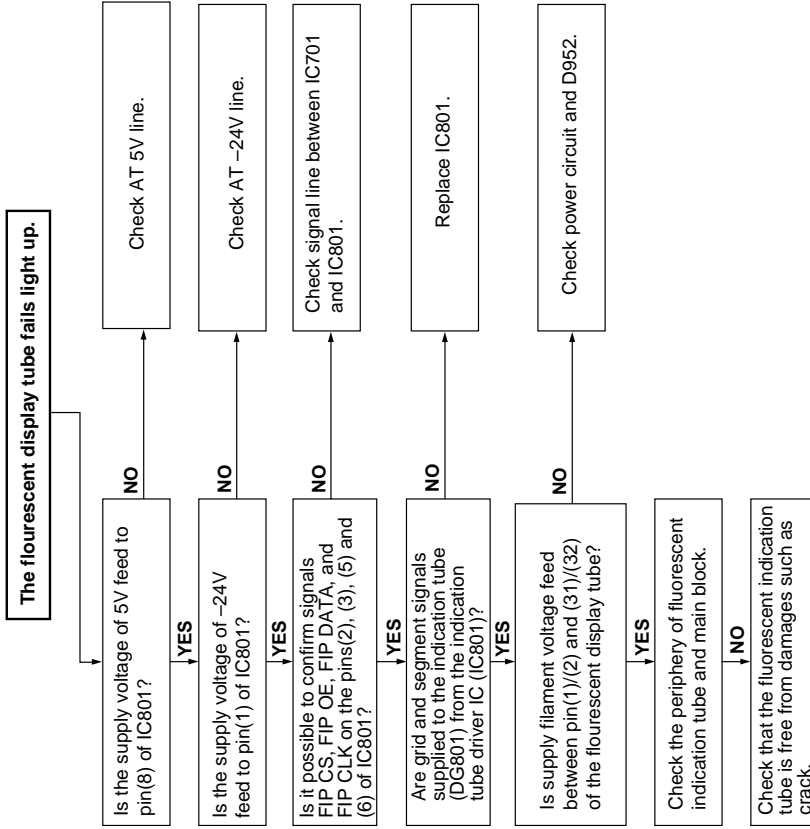 The flourescent display tube fails light up.
Is the supply voltage of 5V feed to
pin(8) of IC801?
NO
Check AT 5V line.
YES
Is the supply voltage of –24V
feed to pin(1) of IC801?
NO
Check AT –24V line.
YES
Is it possible to confirm signals
FIP CS, FIP OE, FIP DATA, and
FIP CLK on the pins(2), (3), (5) and
(6) of IC801?
NO
Check signal line between IC701
and IC801.
YES
Are grid and segment signals
supplied to the indication tube
(DG801) from the indication
tube driver IC (IC801)?
NO
Replace IC801.
YES
Is supply filament voltage feed
between pin(1)/(2) and (31)/(32)
of the flourescent display tube?
NO
Check power circuit and D952.
YES
Check the periphery of fluorescent
indication tube and main block.
NO
Check that the fluorescent indication
tube is free from damages such as
crack.